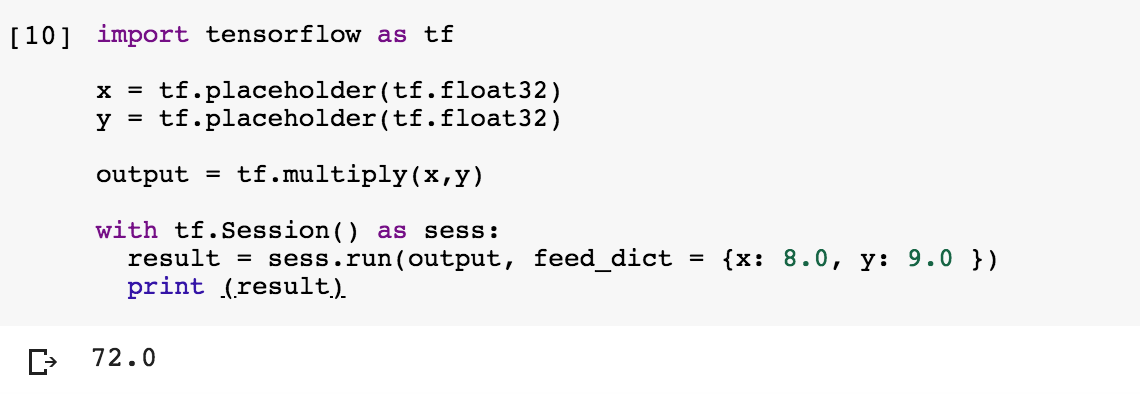 [10] import tensorflow as tf
x = tf.placeholder(tf.float32)
y = tf.placeholder(tf.float32)
output = tf.multiply(x,y)
with tf.Session() as sess:
  result = sess.run(output, feed_dict = {x: 8.0, y: 9.0 })
  print (result)
72.0